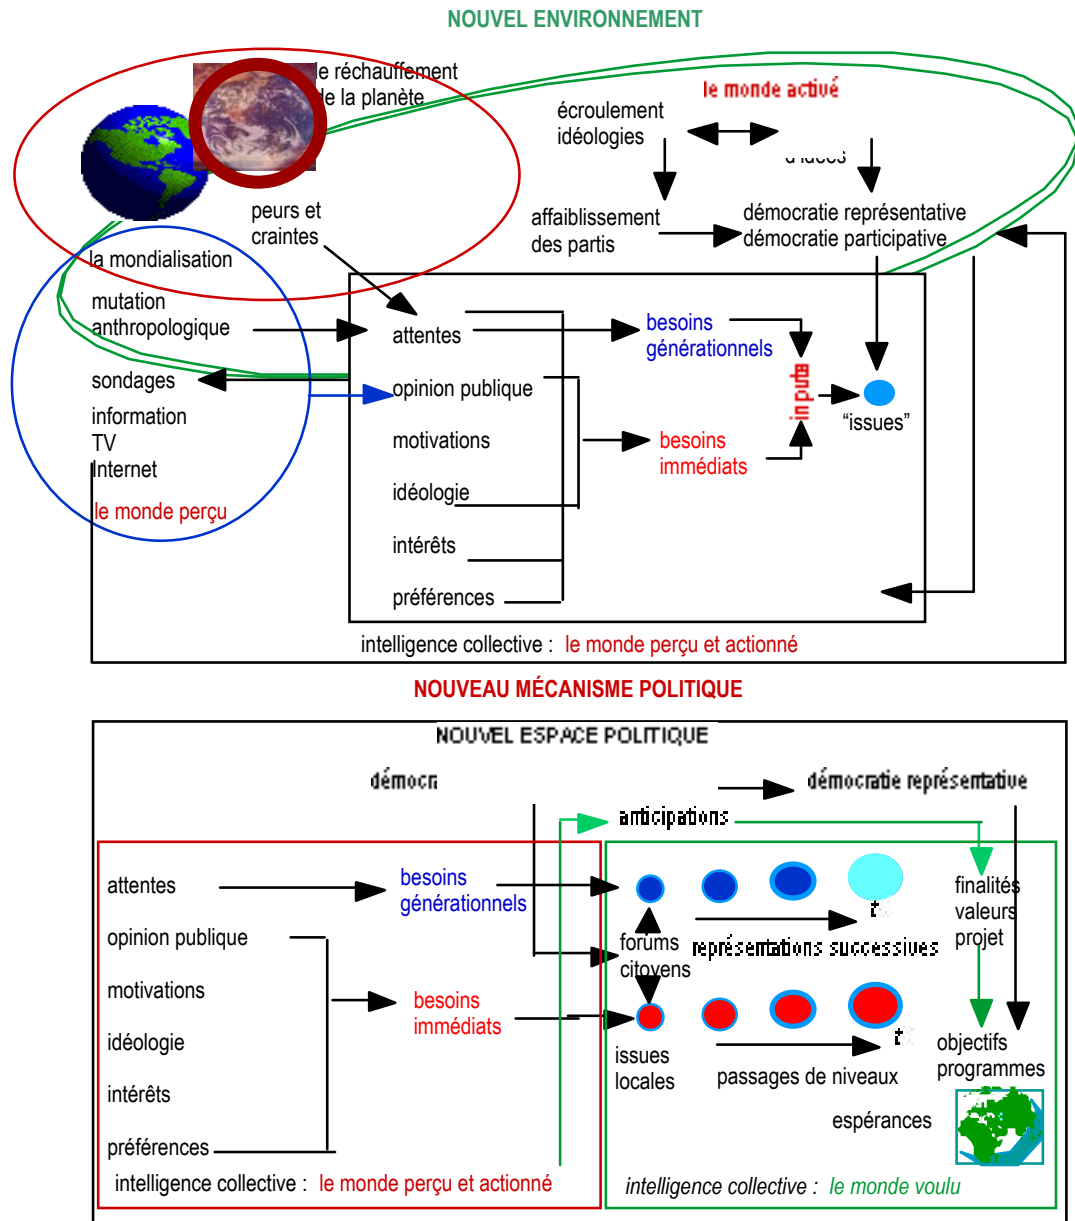 NOUVEL ENVIRONNEMENT
le réchauffement
de la planète
le monde activé
écroulement
idéologies
peurs et
craintes
affaiblissement
des partis
démocratie représentative
démocratie participative
la mondialisation
mutation
anthropologique
sondages
information
TV
Internet
le monde perçu
attentes
opinion publique
motivations
idéologie
intérêts
préférences
besoins
générationnels
besoins
immédiats
inputs
“issues”
intelligence collective : le monde perçu et actionné
NOUVEAU MÉCANISME POLITIQUE
NOUVEL ESPACE POLITIQUE
démocratie représentative
anticipations
attentes
opinion publique
motivations
idéologie
intérêts
préférences
besoins
générationnels
besoins
immédiats
forums
citoyens
représentations successives
issues
locales
passages de niveaux
finalités
valeurs
projet
objectifs
programmes
espérances
intelligence collective : le monde perçu et actionné
intelligence collective : le monde voulu